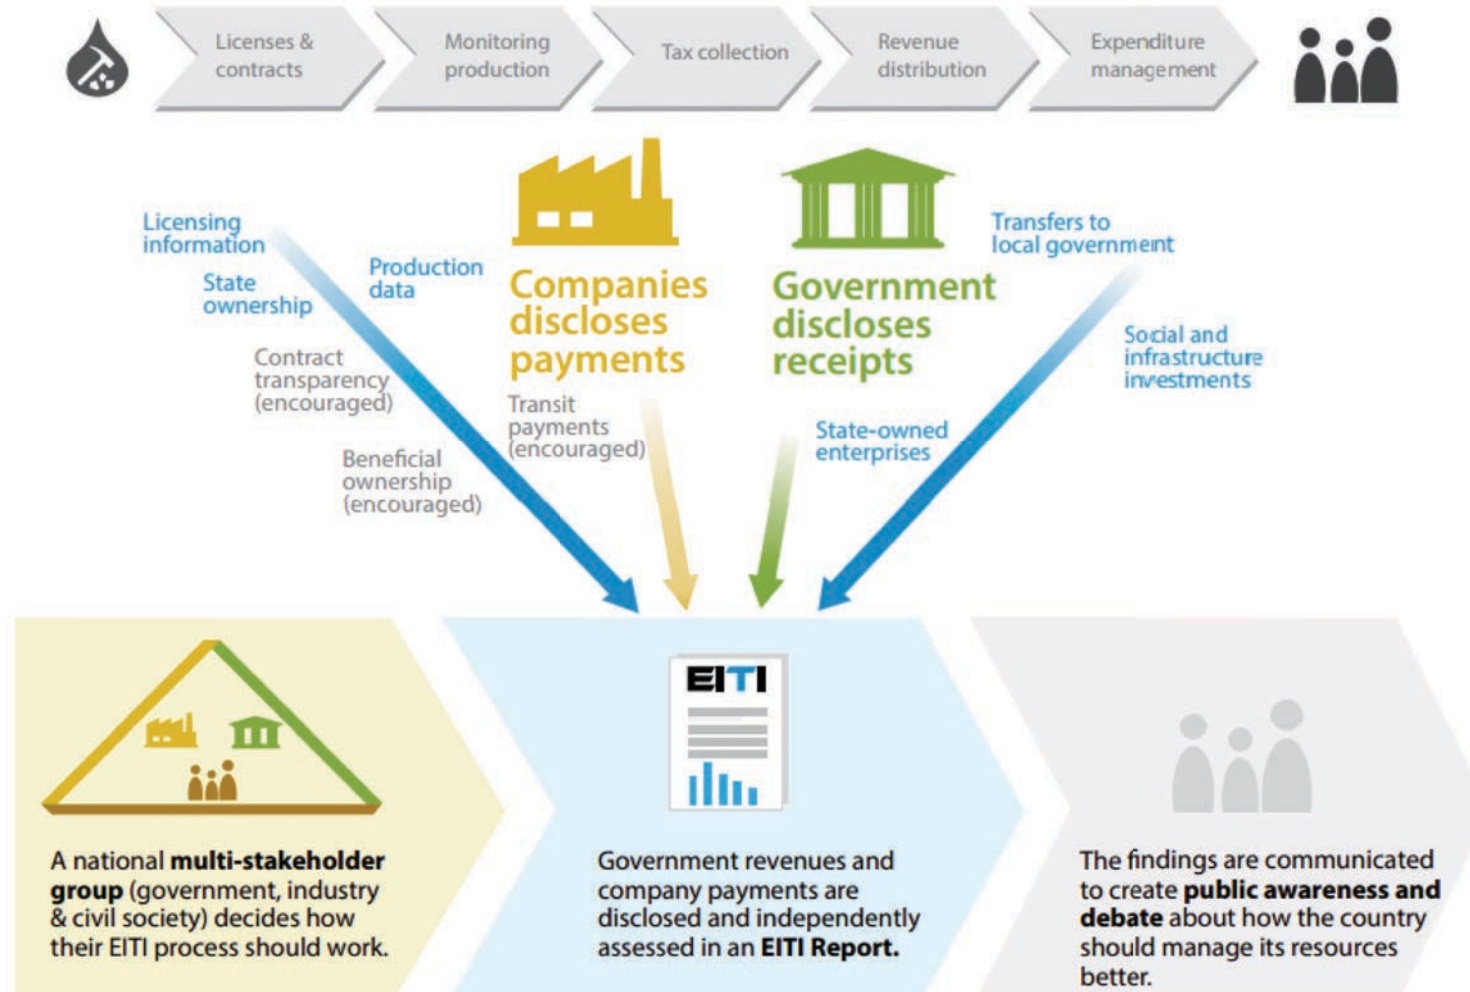 Licenses &
contracts
Monitoring
production
Tax collection
Revenue
distribution
Expenditure
management
Licensing
information
State
ownership
Production
data
Contract
transparency
(encouraged)
Beneficial
ownership
(encouraged)
Companies
discloses
payments
Transit
payments
(encouraged)
Government
discloses
receipts
State-owned
enterprises
Transfers to
local government
Social and
infrastructure
investments
A national multi-stakeholder
group (government, industry
& civil society) decides how
their EITI process should work.
EITI
Government revenues and
company payments are
disclosed and independently
assessed in an EITI Report.
The findings are communicated
to create public awareness and
debate about how the country
should manage its resources
better.